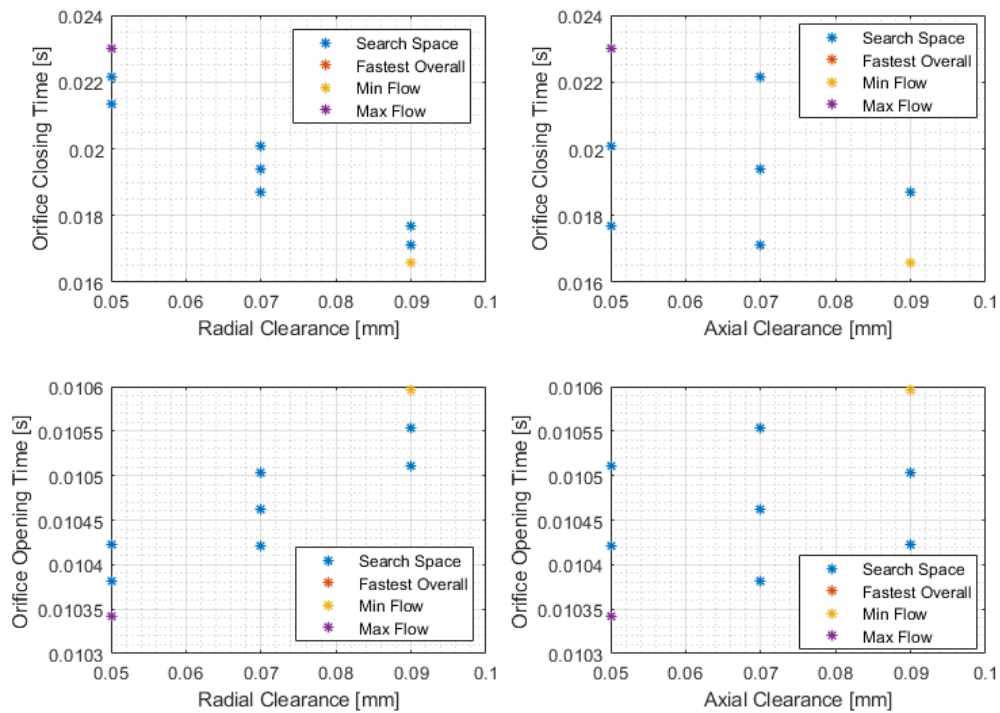 0.024
0.022
0.02
0.018
0.016
Orifice Closing Time [s]
0.05 0.06 0.07 0.08 0.09 0.1
Radial Clearance [mm]
Search Space
Fastest Overall
Min Flow
Max Flow
0.024
0.022
0.02
0.018
0.016
Orifice Closing Time [s]
0.05 0.06 0.07 0.08 0.09 0.1
Axial Clearance [mm]
Search Space
Fastest Overall
Min Flow
Max Flow
0.0106
0.01055
0.0105
0.01045
0.0104
0.01035
0.0103
Orifice Opening Time [s]
0.05 0.06 0.07 0.08 0.09 0.1
Radial Clearance [mm]
Search Space
Fastest Overall
Min Flow
Max Flow
0.0106
0.01055
0.0105
0.01045
0.0104
0.01035
0.0103
Orifice Opening Time [s]
0.05 0.06 0.07 0.08 0.09 0.1
Axial Clearance [mm]
Search Space
Fastest Overall
Min Flow
Max Flow